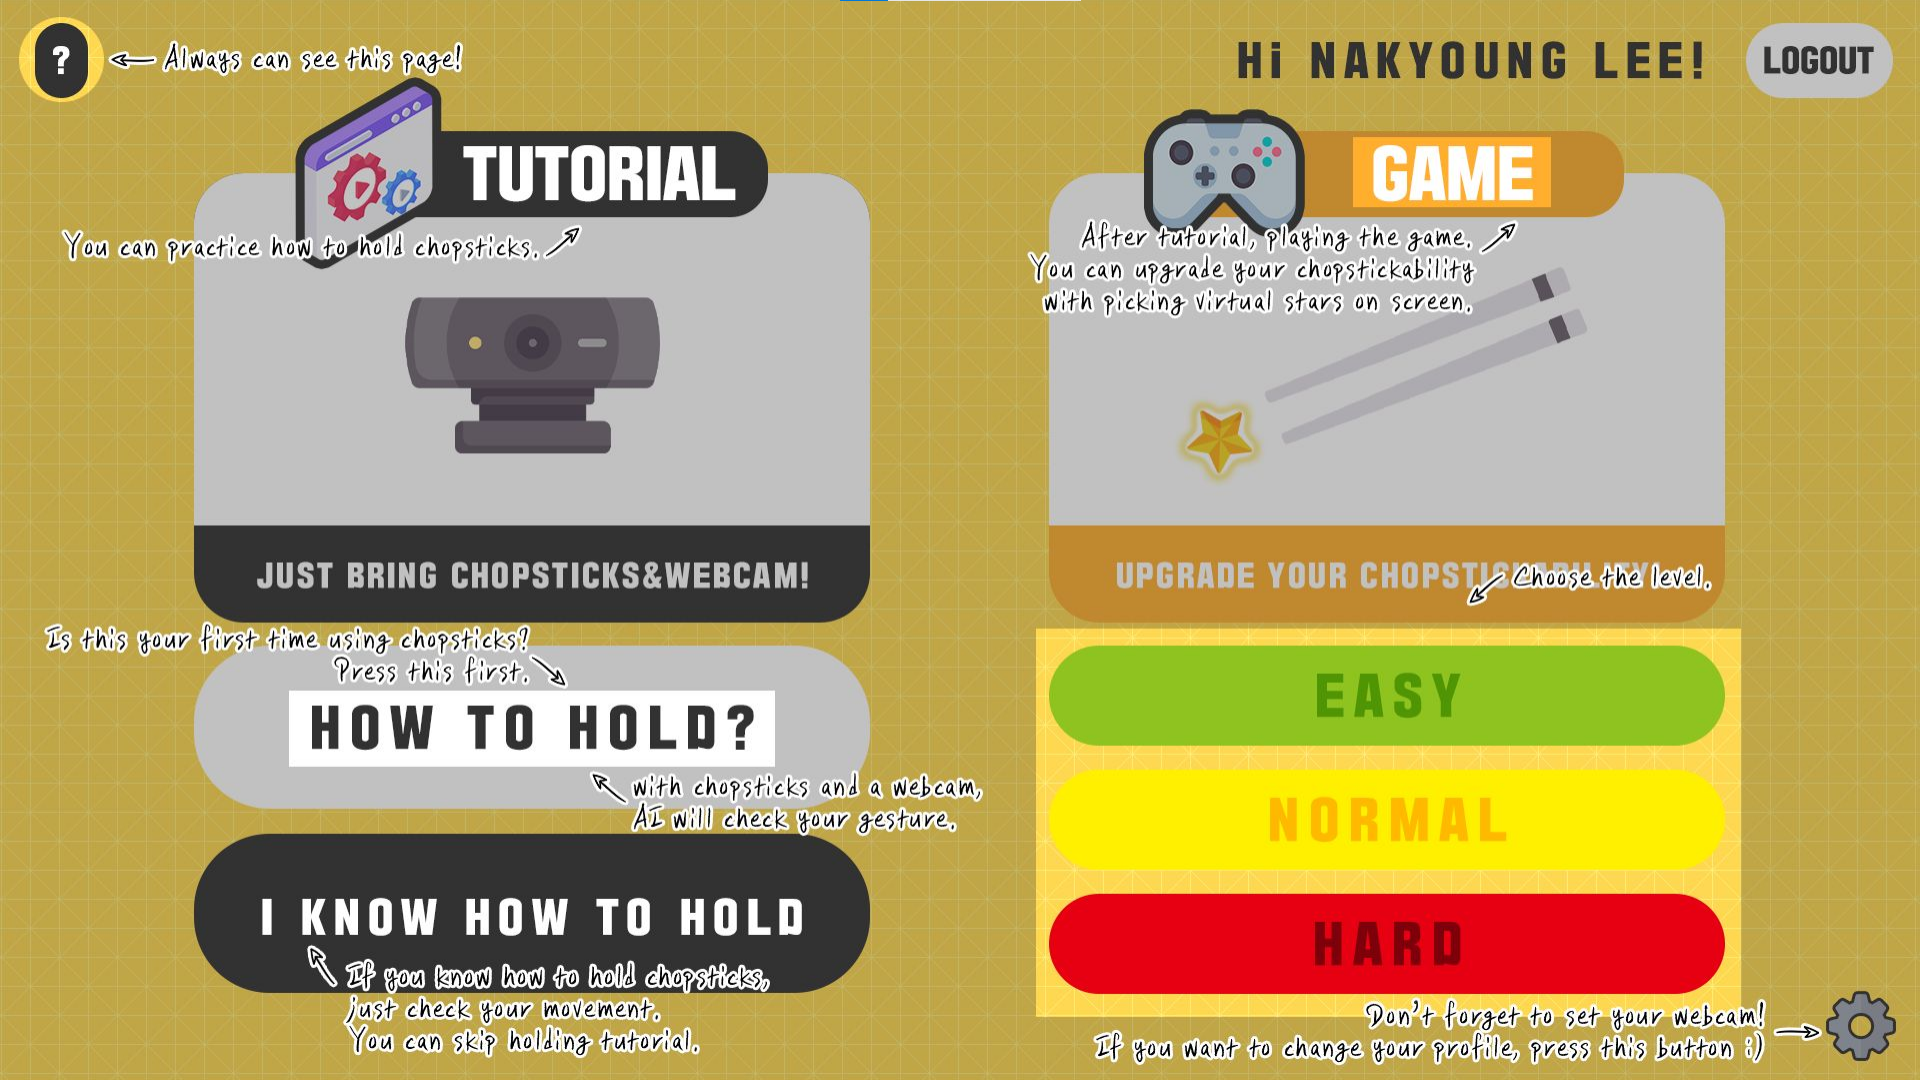 ?
Always can see this page!
Hi NAKYOUNG LEE!
LOGOUT
TUTORIAL
You can practice how to hold chopsticks.
JUST BRING CHOPSTICKS&WEBCAM!
Is this your first time using chopsticks?
Press this first.
HOW TO HOLD?
with chopsticks and a webcam,
AI will check your gesture.
I KNOW HOW TO HOLD
If you know how to hold chopsticks,
just check your movement.
You can skip holding tutorial.
GAME
After tutorial, playing the game.
You can upgrade your chopstickability
with picking virtual stars on screen.
UPGRADE YOUR CHOPSTICKABILITY
Choose the level.
EASY
NORMAL
HARD
Don't forget to set your webcam!
If you want to change your profile, press this button :)